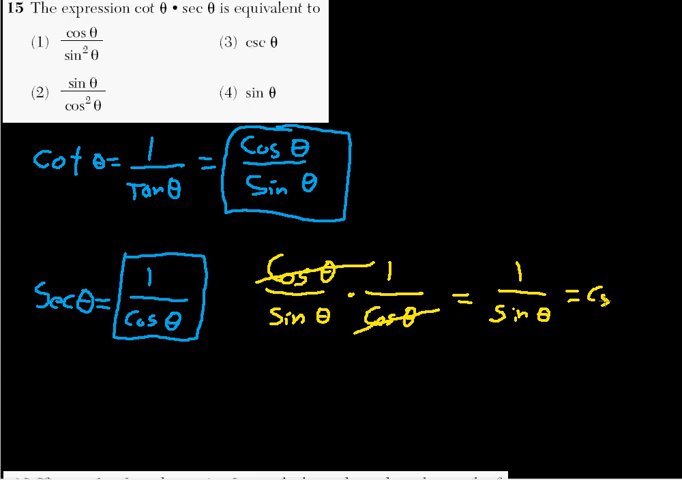 15 The expression cot θ • sec θ is equivalent to
(1) cos θ / sin² θ (3) csc θ
(2) sin θ / cos² θ (4) sin θ
Cot θ = 1 / Tan θ = Cos θ / Sin θ
Sec θ = 1 / Cos θ
Cos θ / Sin θ · 1 / Cos θ = 1 / Sin θ = Cs